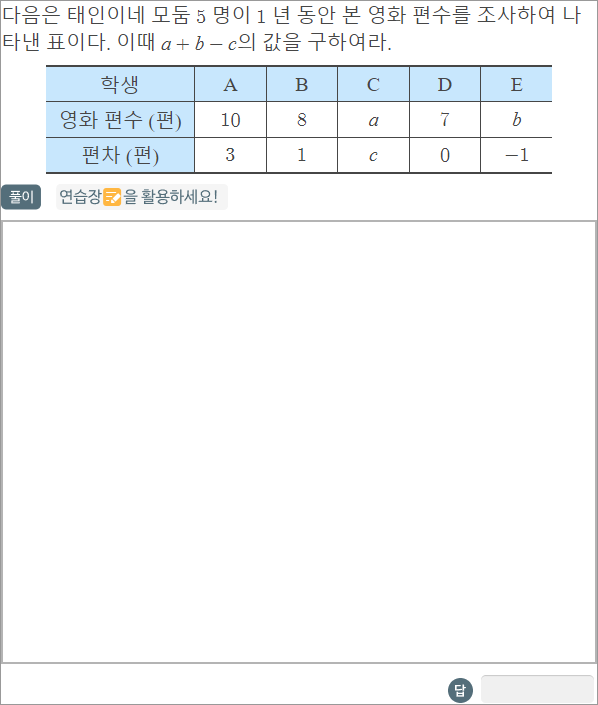 다음은 태인이네 모둠 5 명이 1 년 동안 본 영화 편수를 조사하여 나
타낸 표이다. 이때 a + b − c의 값을 구하여라.
학생 A B C D E
영화 편수 (편) 10 8 a 7 b
편차 (편) 3 1 c 0 −1
풀이 연습장을 활용하세요!
답